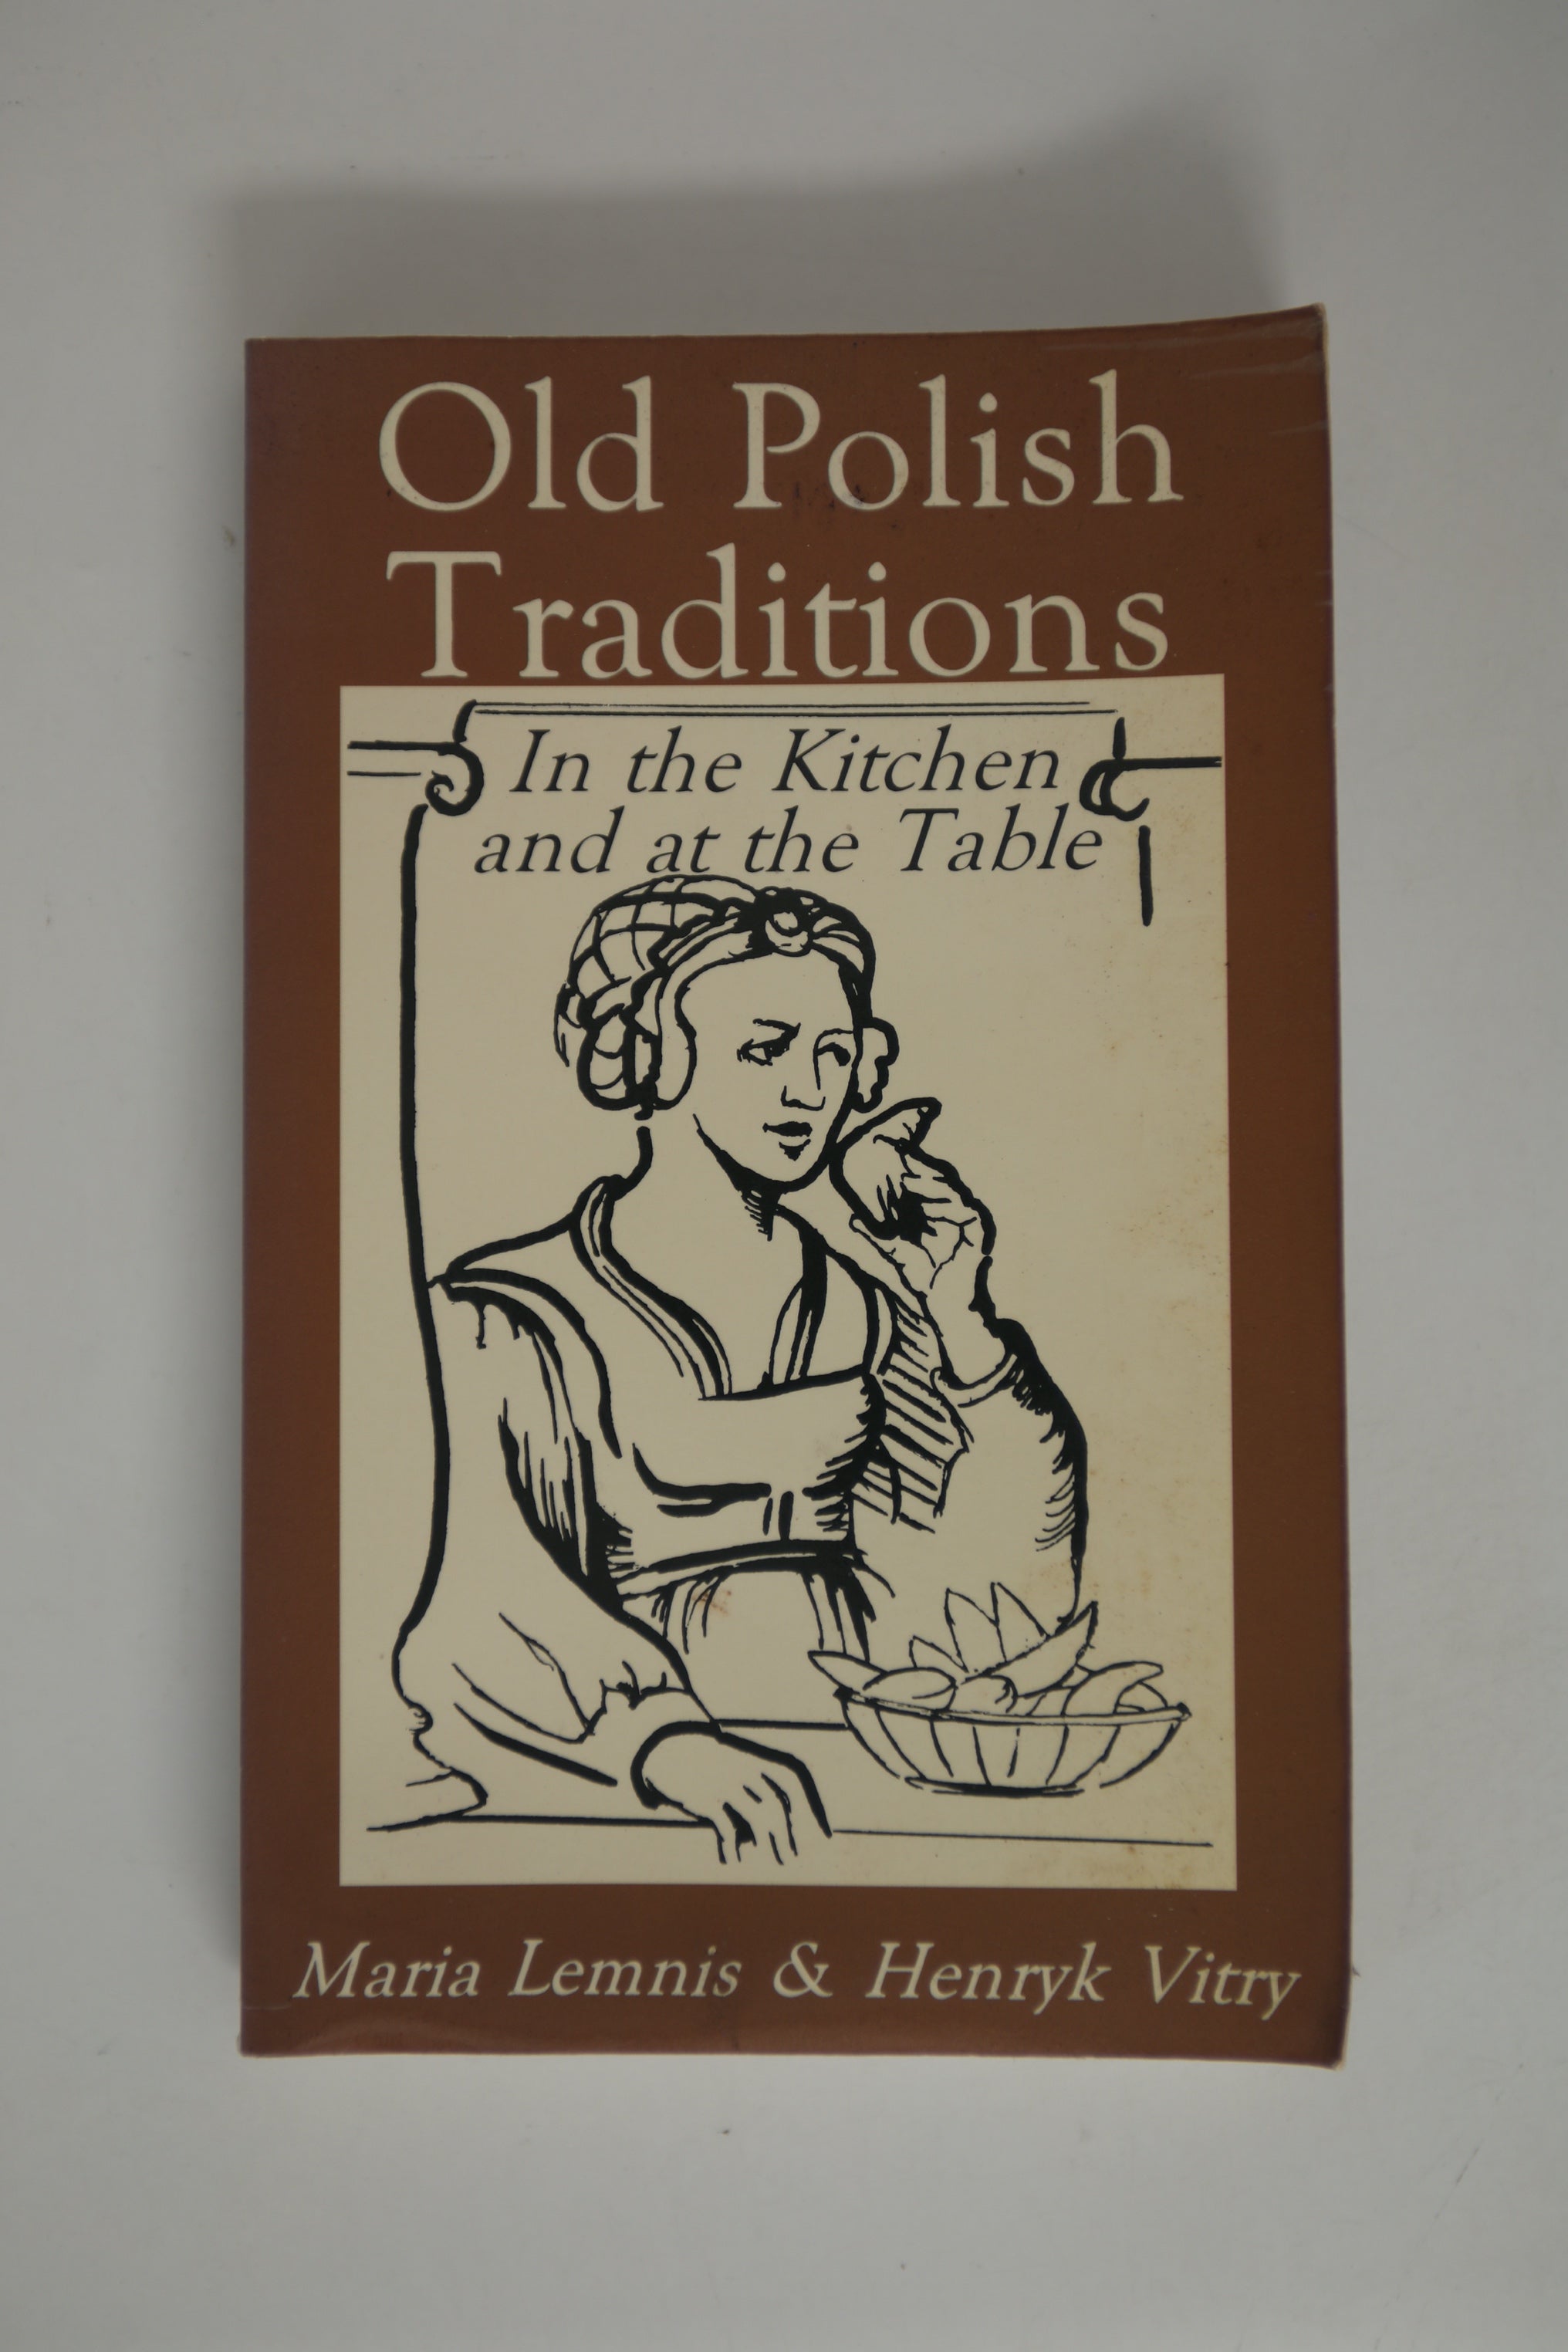 Old Polish
Traditions
In the Kitchen
and at the Table
Maria Lemnis & Henryk Vitry